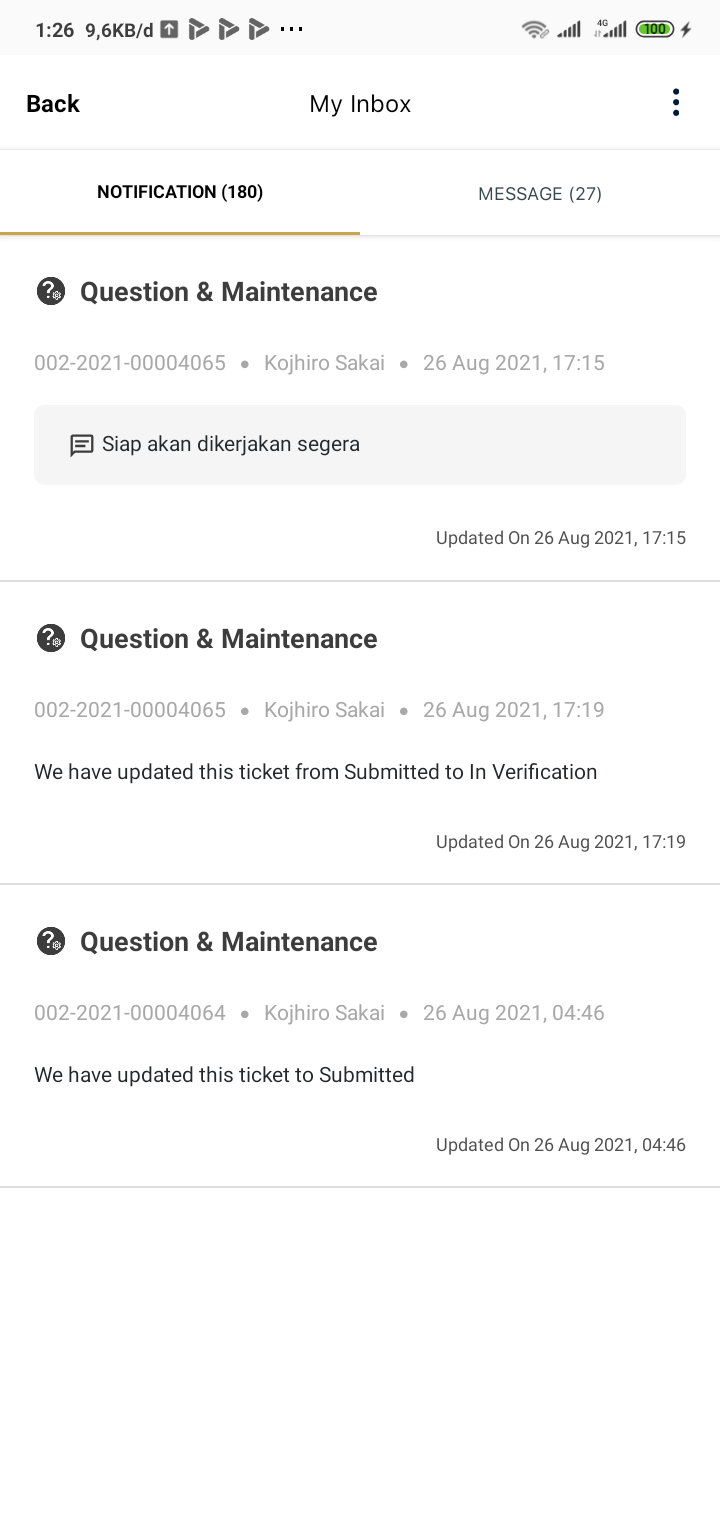 1:26 9,6KB/d ...
4G 100
Back My Inbox
NOTIFICATION (180) MESSAGE (27)
Question & Maintenance
002-2021-00004065 • Kojhiro Sakai • 26 Aug 2021, 17:15
Siap akan dikerjakan segera
Updated On 26 Aug 2021, 17:15
Question & Maintenance
002-2021-00004065 • Kojhiro Sakai • 26 Aug 2021, 17:19
We have updated this ticket from Submitted to In Verification
Updated On 26 Aug 2021, 17:19
Question & Maintenance
002-2021-00004064 • Kojhiro Sakai • 26 Aug 2021, 04:46
We have updated this ticket to Submitted
Updated On 26 Aug 2021, 04:46